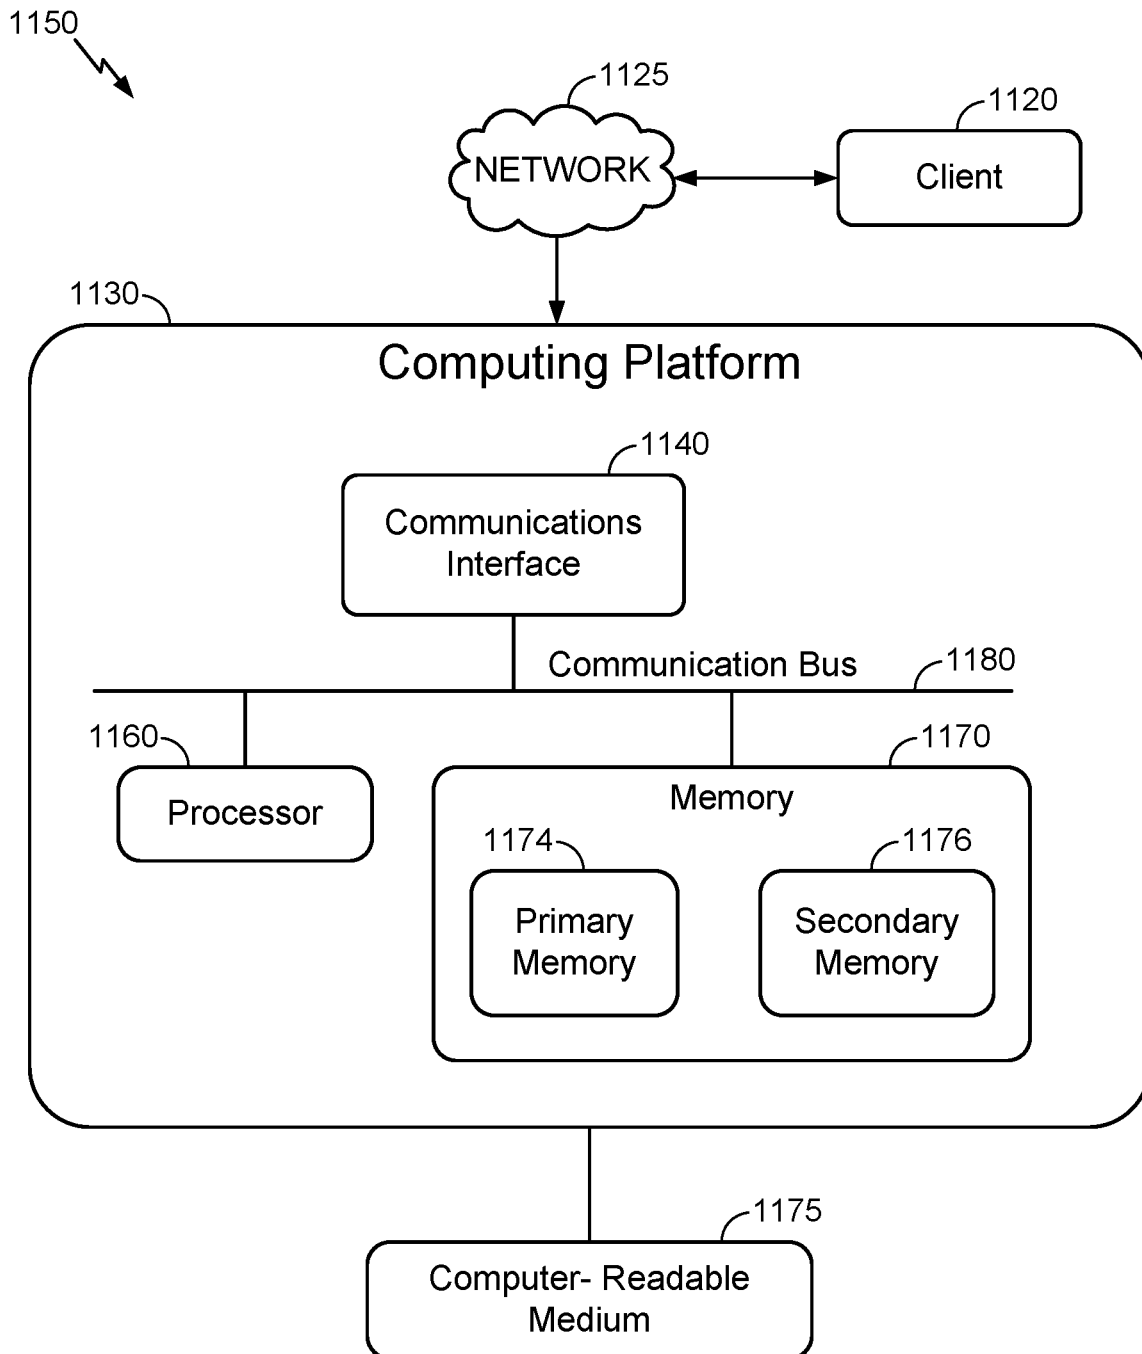 1150
1125
1120
NETWORK
Client
1130
Computing Platform
1140
Communications
Interface
Communication Bus
1180
1160
1170
Processor
Memory
1174
1176
Primary
Memory
Secondary
Memory
1175
Computer- Readable
Medium